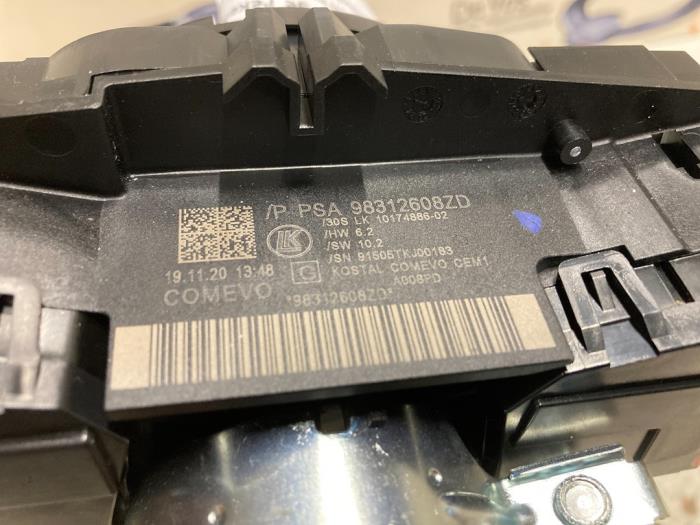 /P PSA 98312608ZD
/30S LK 10174886-02
/HW 6.2
LK
/SW 10.2
/SN 91505TKJ00183
19.11.20 13:48
G
KOSTAL COMEVO CEM1
A008PD
COMEVO
*98312608ZD*